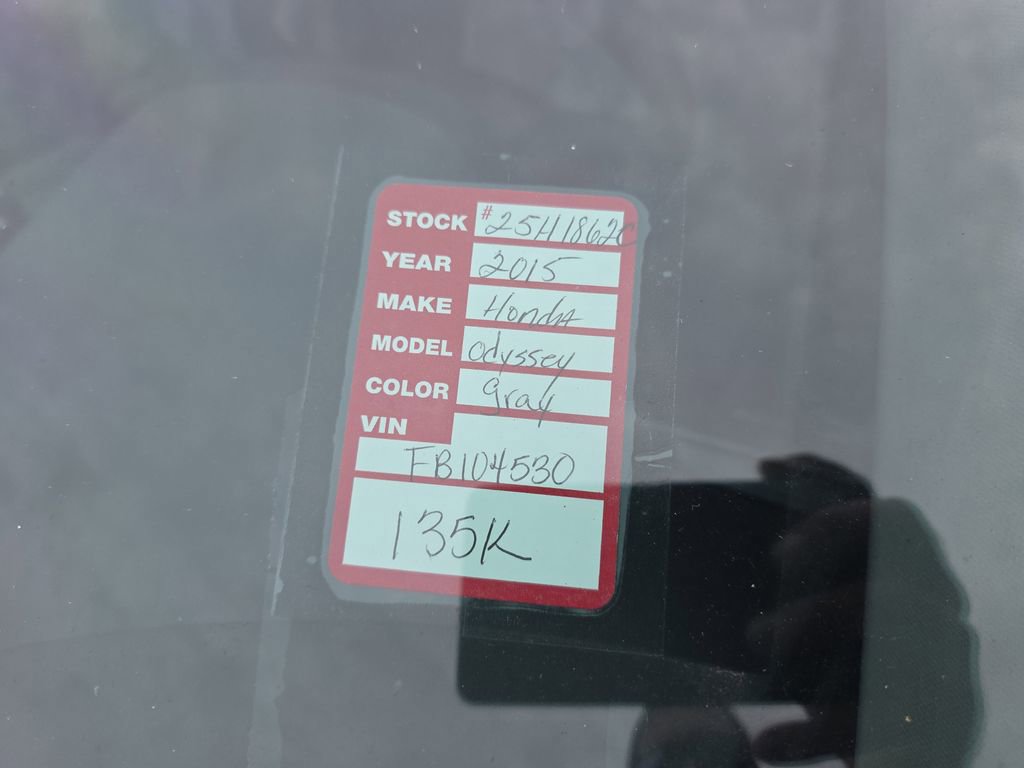 STOCK #25H1862C
YEAR 2015
MAKE Honda
MODEL Odyssey
COLOR gray
VIN
FB104530
135K